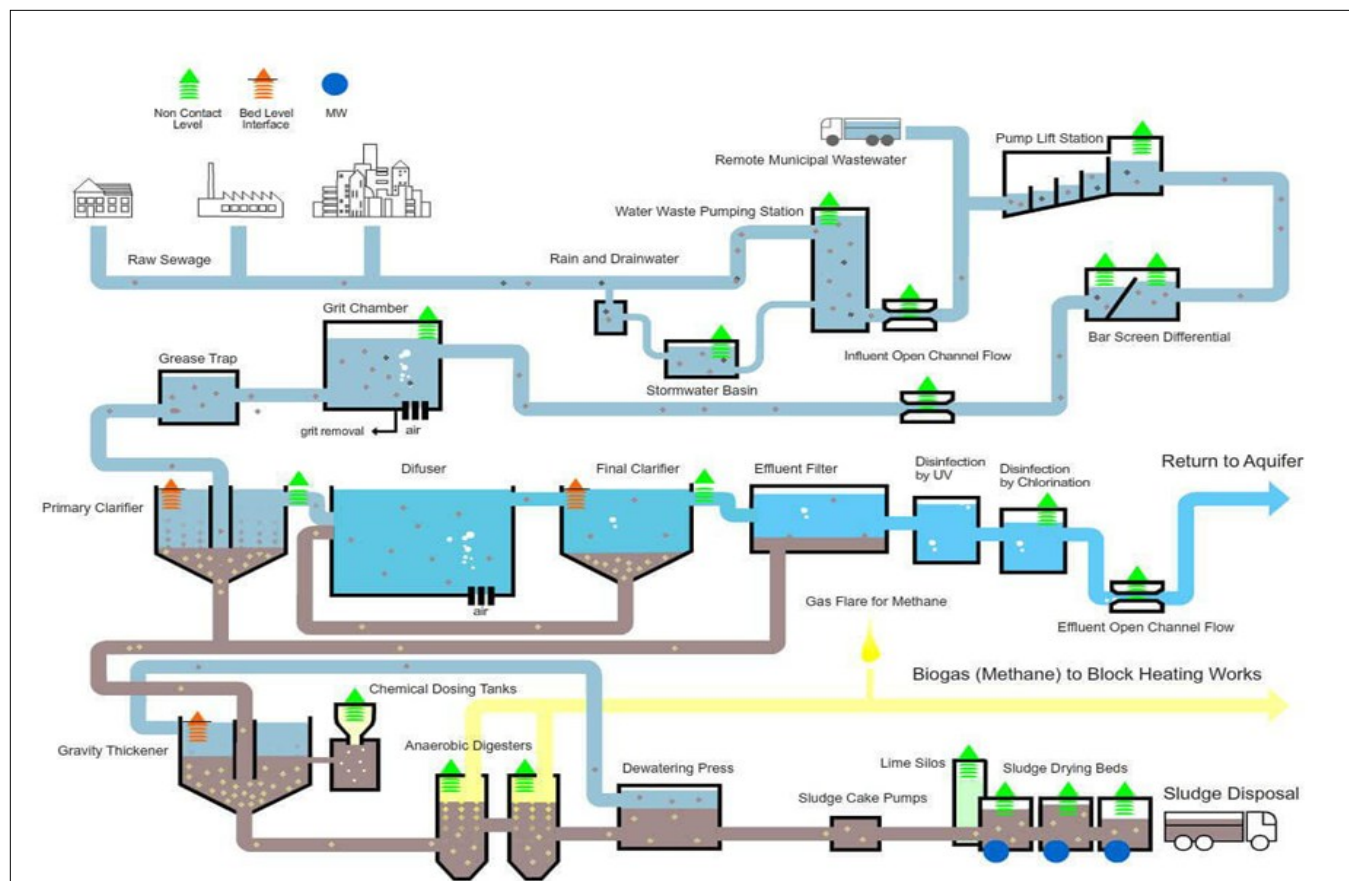 Non Contact
Level
Bed Level
Interface
MW
Remote Municipal Wastewater
Pump Lift Station
Water Waste Pumping Station
Raw Sewage
Rain and Drainwater
Grit Chamber
Bar Screen Differential
Grease Trap
Influent Open Channel Flow
Stormwater Basin
grit removal
air
Difuser
Final Clarifier
Effluent Filter
Disinfection
by UV
Disinfection
by Chlorination
Return to Aquifer
Primary Clarifier
air
Gas Flare for Methane
Effluent Open Channel Flow
Biogas (Methane) to Block Heating Works
Chemical Dosing Tanks
Gravity Thickener
Anaerobic Digesters
Dewatering Press
Lime Silos
Sludge Drying Beds
Sludge Cake Pumps
Sludge Disposal